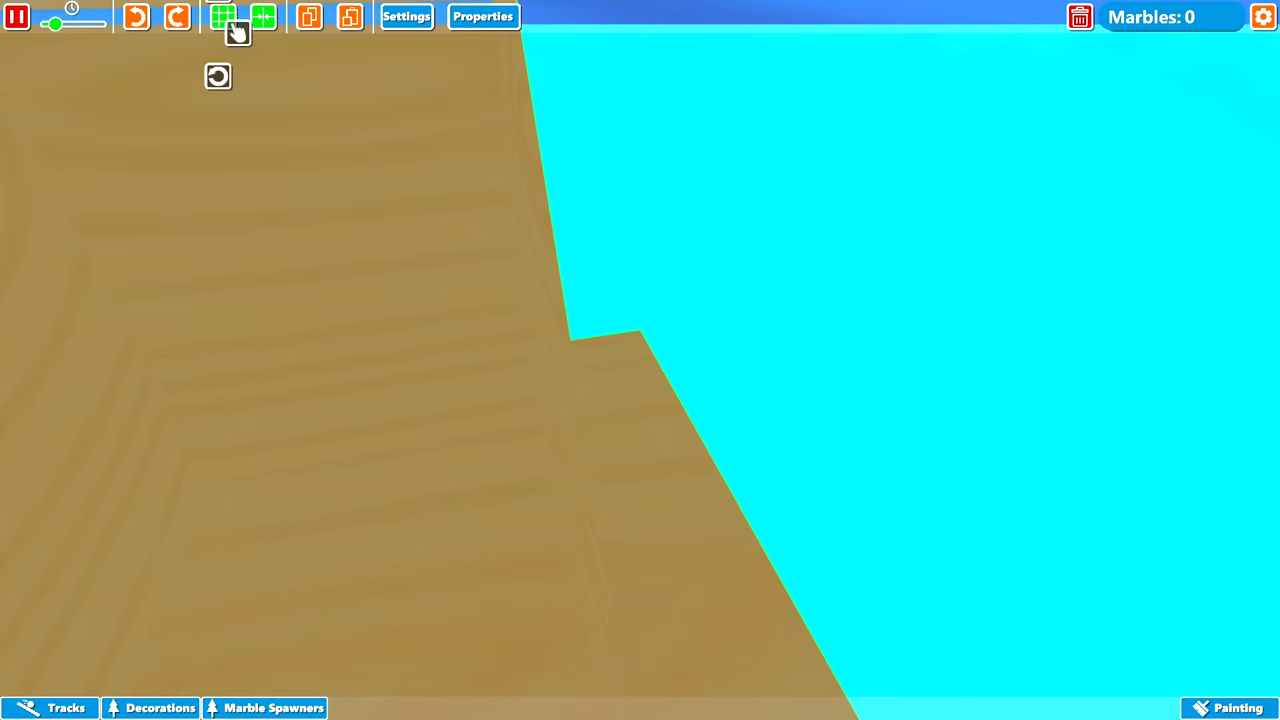 Settings
Properties
Marbles: 0
Tracks
Decorations
Marble Spawners
Painting